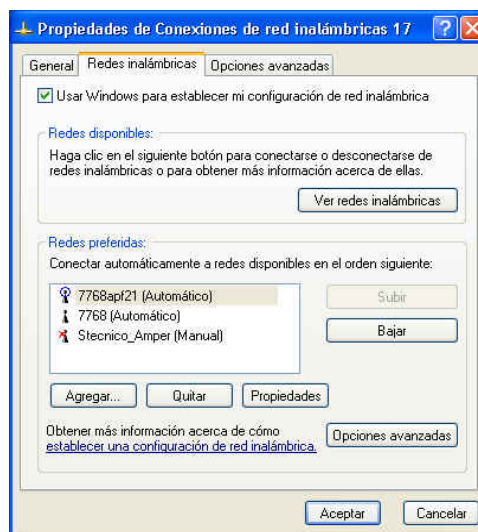 Propiedades de Conexiones de red inalámbricas 17
General Redes inalámbricas Opciones avanzadas
Usar Windows para establecer mi configuración de red inalámbrica
Redes disponibles:
Haga clic en el siguiente botón para conectarse o desconectarse de
redes inalámbricas o para obtener más información acerca de ellas.
Ver redes inalámbricas
Redes preferidas:
Conectar automáticamente a redes disponibles en el orden siguiente:
7768apf21 (Automático)
Subir
7768 (Automático)
Bajar
Stecnico_Amper (Manual)
Agregar... Quitar Propiedades
Obtener más información acerca de cómo
establecer una configuración de red inalámbrica.
Opciones avanzadas
Aceptar Cancelar